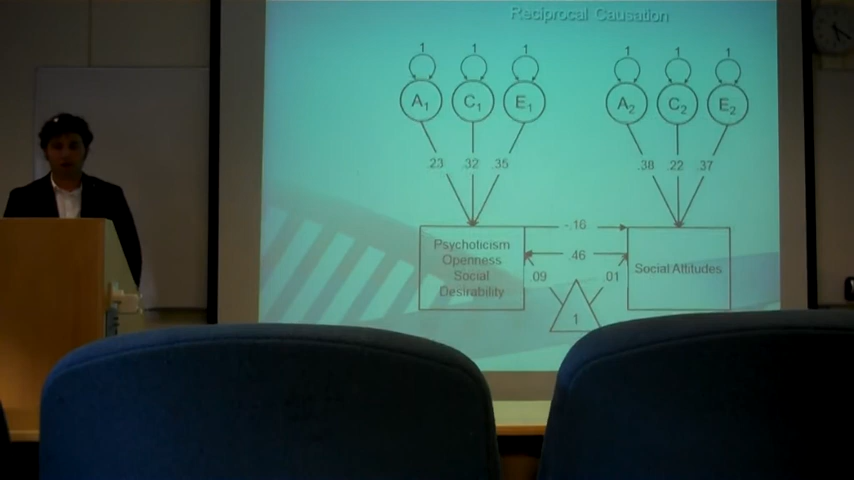 Reciprocal Causation
1 1 1 1 1 1
A1 C1 E1 A2 C2 E2
.23 .32 .35 .38 .22 .37
-.16
Psychoticism
Openness
Social
Desirability
.46
Social Attitudes
.09 .01
1